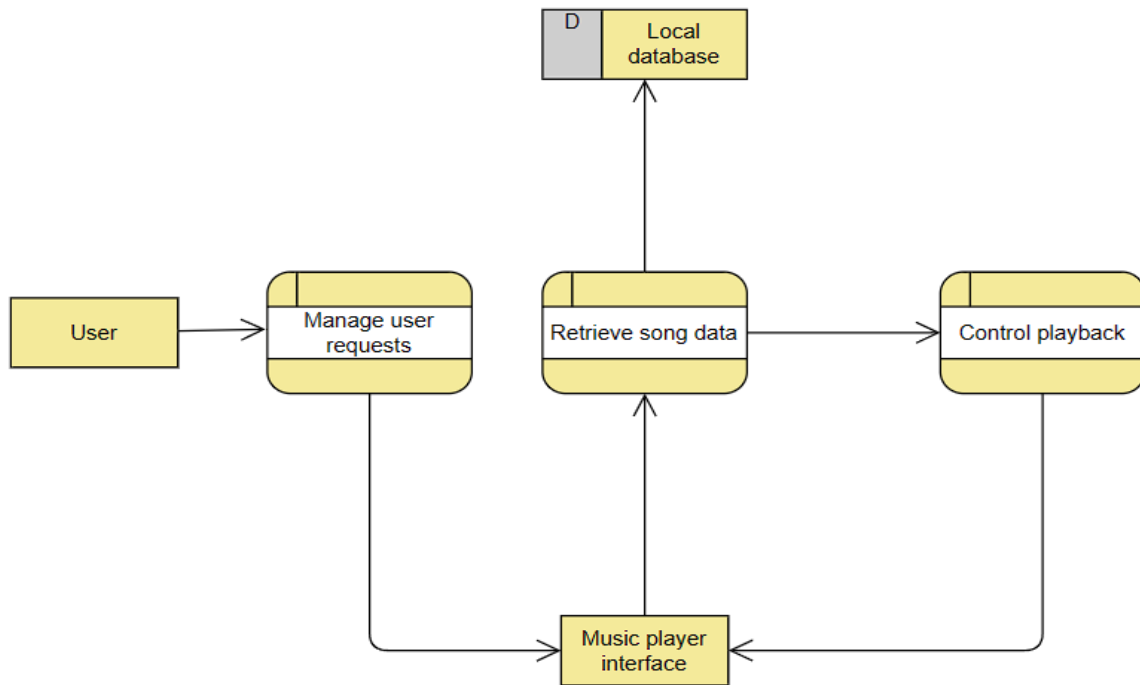 D
Local
database
User
Manage user
requests
Retrieve song data
Control playback
Music player
interface